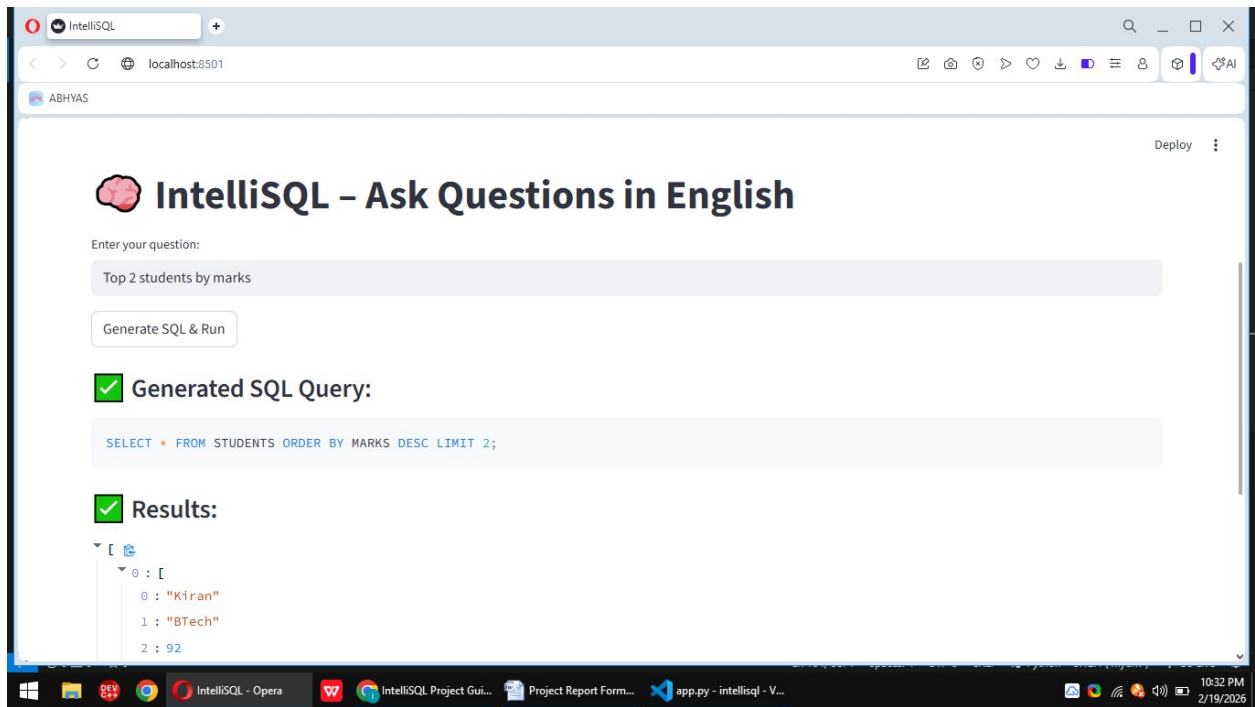 IntelliSQL
localhost:8501
AI
ABHYAS
Deploy
IntelliSQL – Ask Questions in English
Enter your question:
Top 2 students by marks
Generate SQL & Run
Generated SQL Query:
SELECT * FROM STUDENTS ORDER BY MARKS DESC LIMIT 2;
Results:
[
0 : [
0 : "Kiran"
1 : "BTech"
2 : 92
DEV C++
IntelliSQL - Opera
W
IntelliSQL Project Gui...
Project Report Form...
app.py - intellisql - V...
10:32 PM
2/19/2026